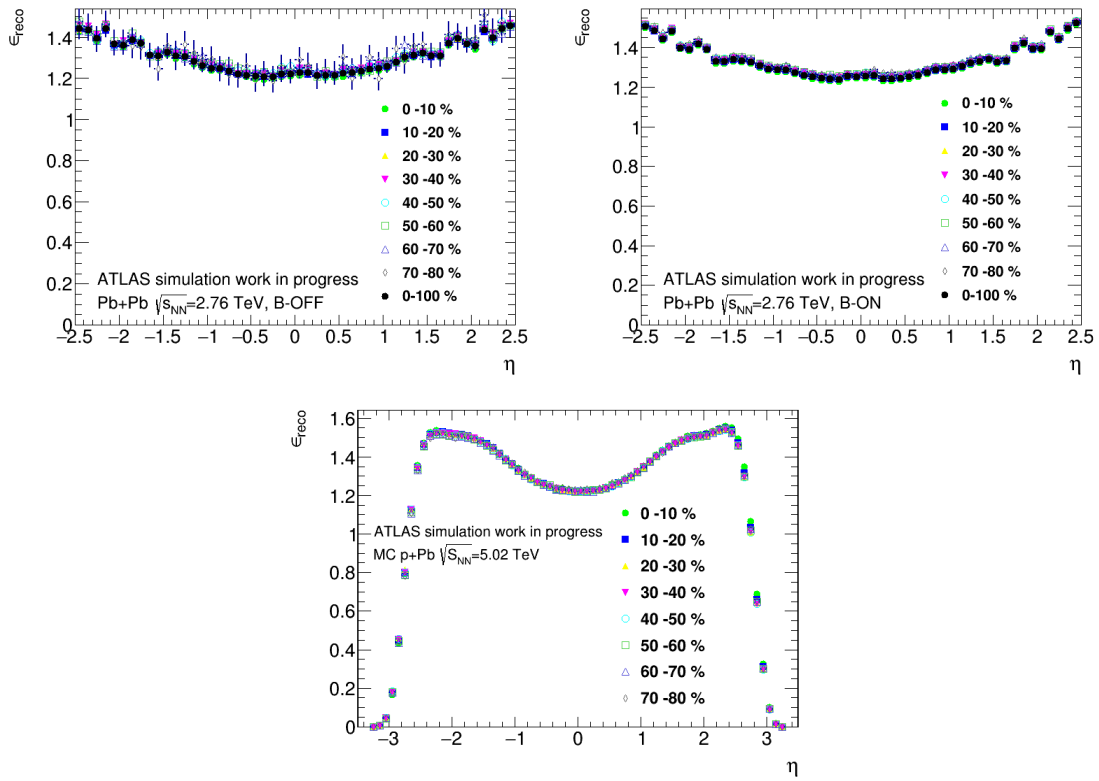 ϵreco
1.4
1.2
1
0.8
0.6
0.4
0.2
0
0 -10 %
10 -20 %
20 -30 %
30 -40 %
40 -50 %
50 -60 %
60 -70 %
70 -80 %
0-100 %
ATLAS simulation work in progress
Pb+Pb √sNN=2.76 TeV, B-OFF
−2.5 −2 −1.5 −1 −0.5 0 0.5 1 1.5 2 2.5
η
ϵreco
1.4
1.2
1
0.8
0.6
0.4
0.2
0
0 -10 %
10 -20 %
20 -30 %
30 -40 %
40 -50 %
50 -60 %
60 -70 %
70 -80 %
0-100 %
ATLAS simulation work in progress
Pb+Pb √sNN=2.76 TeV, B-ON
−2.5 −2 −1.5 −1 −0.5 0 0.5 1 1.5 2 2.5
η
ϵreco
1.6
1.4
1.2
1
0.8
0.6
0.4
0.2
0
ATLAS simulation work in progress
MC p+Pb √SNN=5.02 TeV
0 -10 %
10 -20 %
20 -30 %
30 -40 %
40 -50 %
50 -60 %
60 -70 %
70 -80 %
−3 −2 −1 0 1 2 3
η